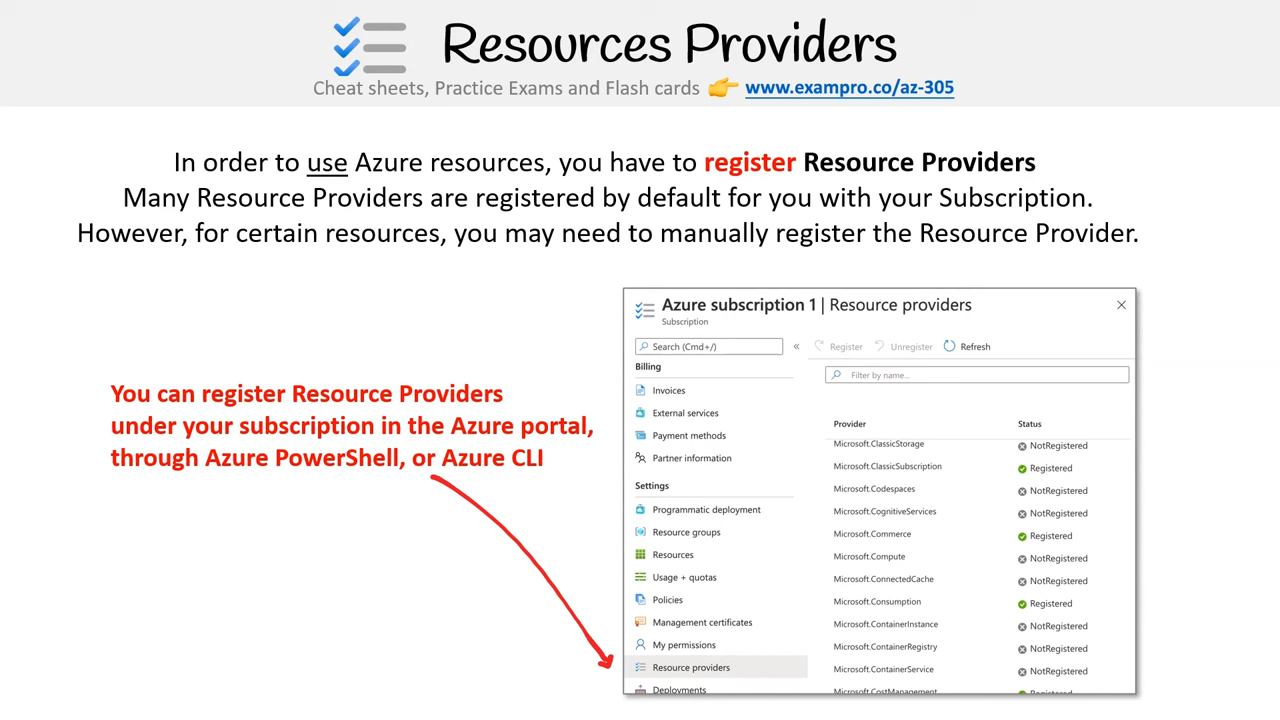 Resources Providers
Cheat sheets, Practice Exams and Flash cards 👉 www.exampro.co/az-305
In order to use Azure resources, you have to register Resource Providers
Many Resource Providers are registered by default for you with your Subscription.
However, for certain resources, you may need to manually register the Resource Provider.
You can register Resource Providers
under your subscription in the Azure portal,
through Azure PowerShell, or Azure CLI
Azure subscription 1 | Resource providers
Subscription
Search (Cmd+/)
«
Billing
Invoices
External services
Payment methods
Partner information
Settings
Programmatic deployment
Resource groups
Resources
Usage + quotas
Policies
Management certificates
My permissions
Resource providers
Deployments
Register Unregister Refresh
Filter by name...
Provider Status
Microsoft.ClassicStorage NotRegistered
Microsoft.ClassicSubscription Registered
Microsoft.Codespaces NotRegistered
Microsoft.CognitiveServices NotRegistered
Microsoft.Commerce Registered
Microsoft.Compute NotRegistered
Microsoft.ConnectedCache NotRegistered
Microsoft.Consumption Registered
Microsoft.ContainerInstance NotRegistered
Microsoft.ContainerRegistry NotRegistered
Microsoft.ContainerService NotRegistered
Microsoft.CostManagement Registered